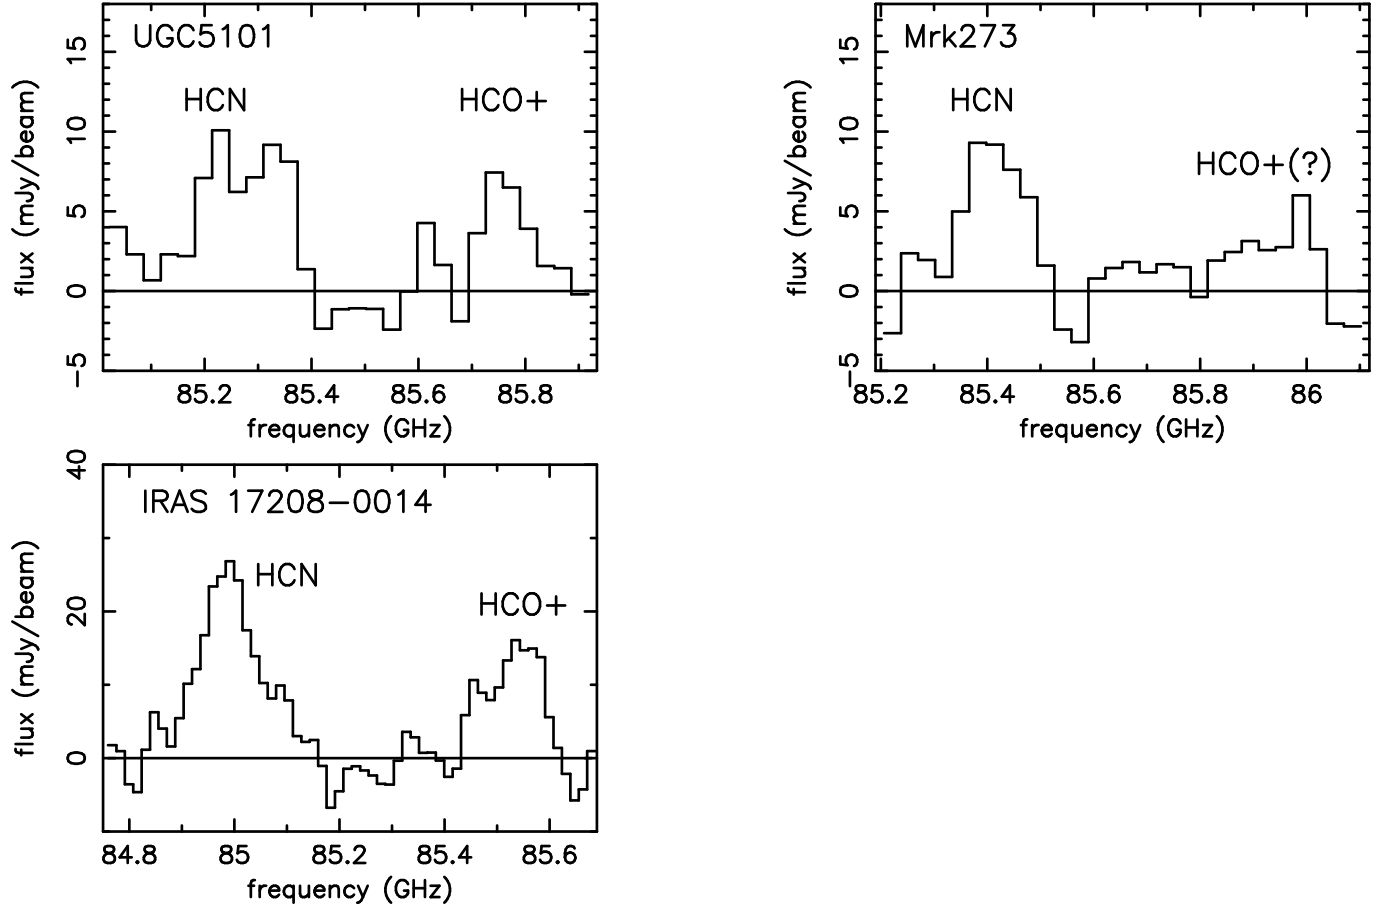 UGC5101
HCN
HCO+
15
10
5
0
−5
flux (mJy/beam)
85.2 85.4 85.6 85.8
frequency (GHz)
Mrk273
HCN
HCO+(?)
15
10
5
0
−5
flux (mJy/beam)
85.2 85.4 85.6 85.8 86
frequency (GHz)
IRAS 17208−0014
HCN
HCO+
40
20
0
flux (mJy/beam)
84.8 85 85.2 85.4 85.6
frequency (GHz)